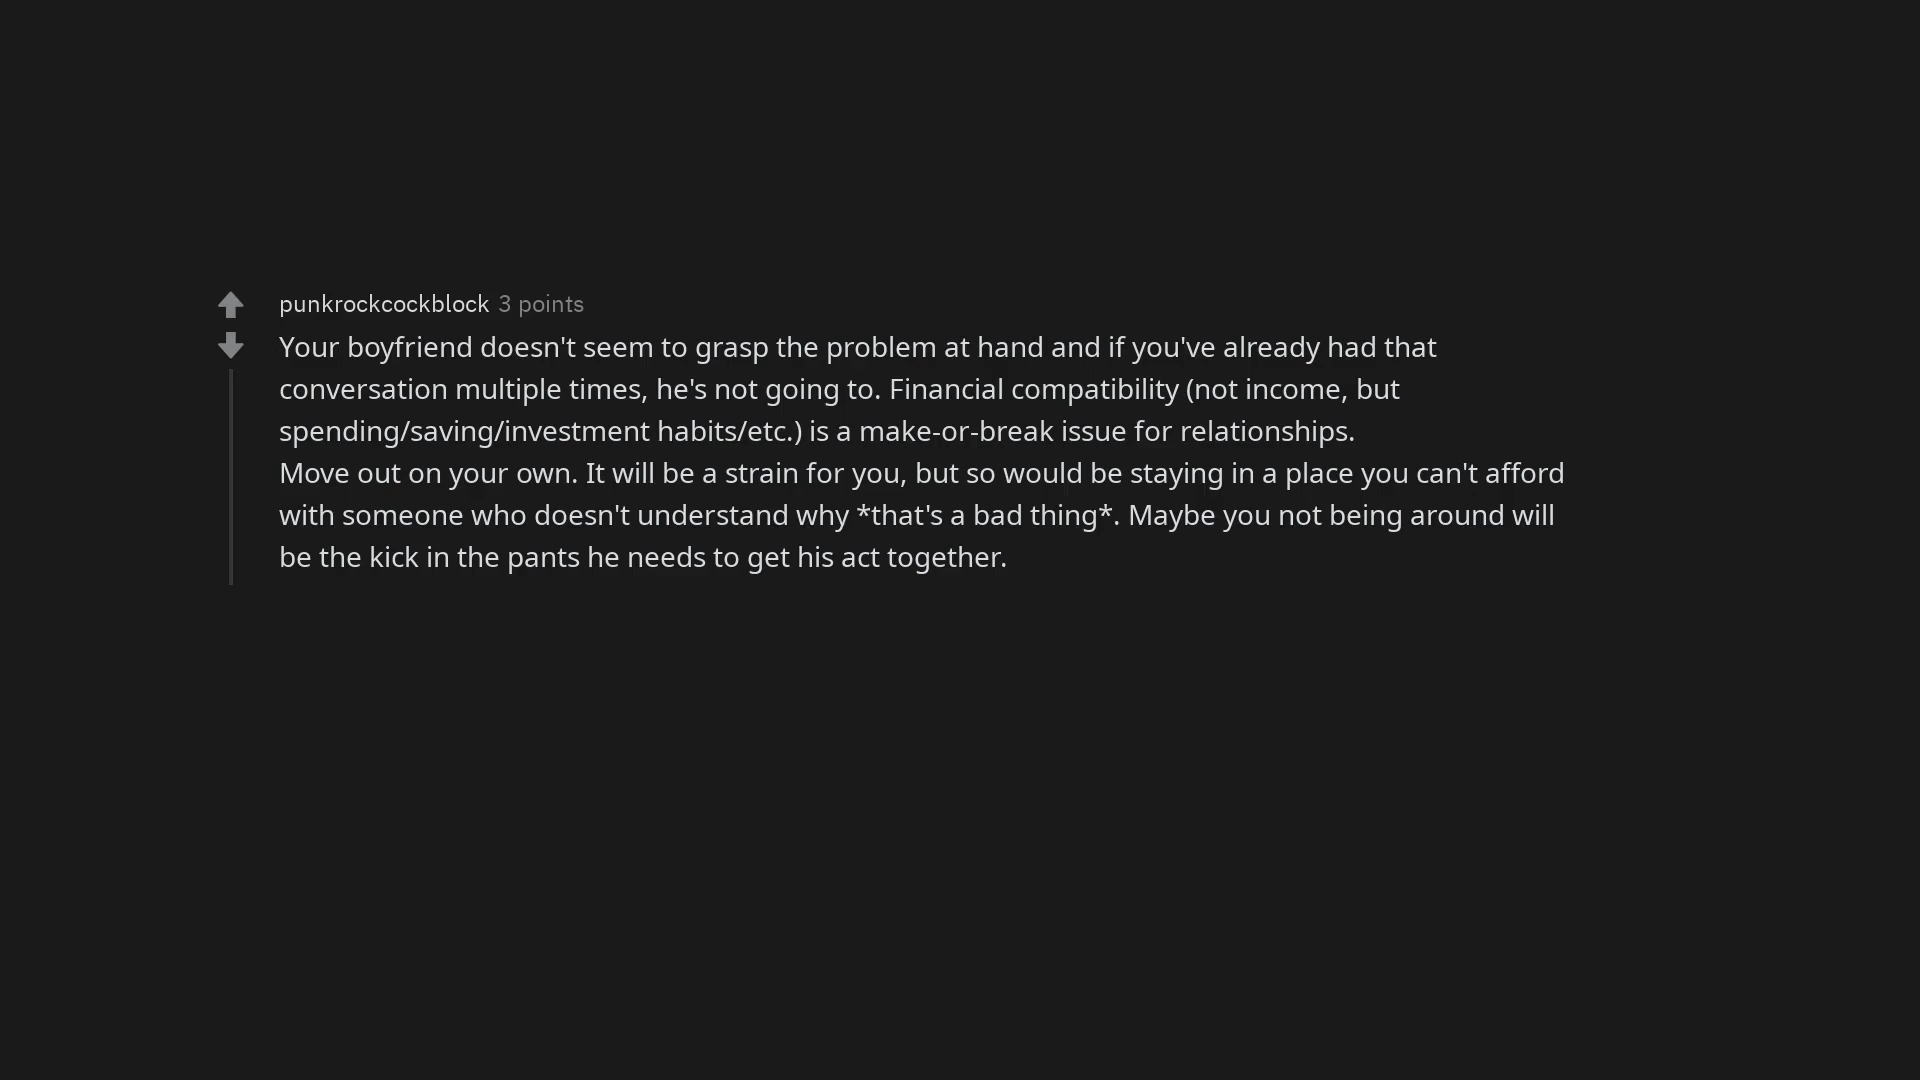 punkrockcockblock 3 points
Your boyfriend doesn't seem to grasp the problem at hand and if you've already had that
conversation multiple times, he's not going to. Financial compatibility (not income, but
spending/saving/investment habits/etc.) is a make-or-break issue for relationships.
Move out on your own. It will be a strain for you, but so would be staying in a place you can't afford
with someone who doesn't understand why *that's a bad thing*. Maybe you not being around will
be the kick in the pants he needs to get his act together.